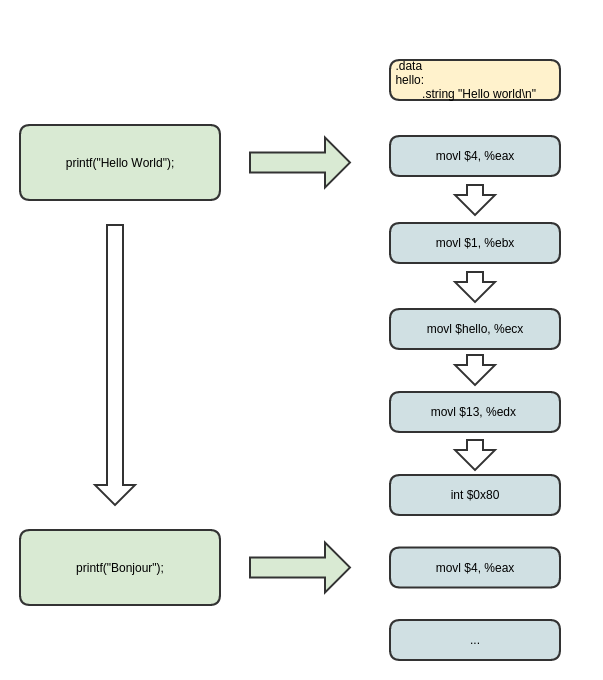 .data
hello:
.string "Hello world\n"
printf("Hello World");
movl $4, %eax
movl $1, %ebx
movl $hello, %ecx
movl $13, %edx
int $0x80
printf("Bonjour");
movl $4, %eax
...